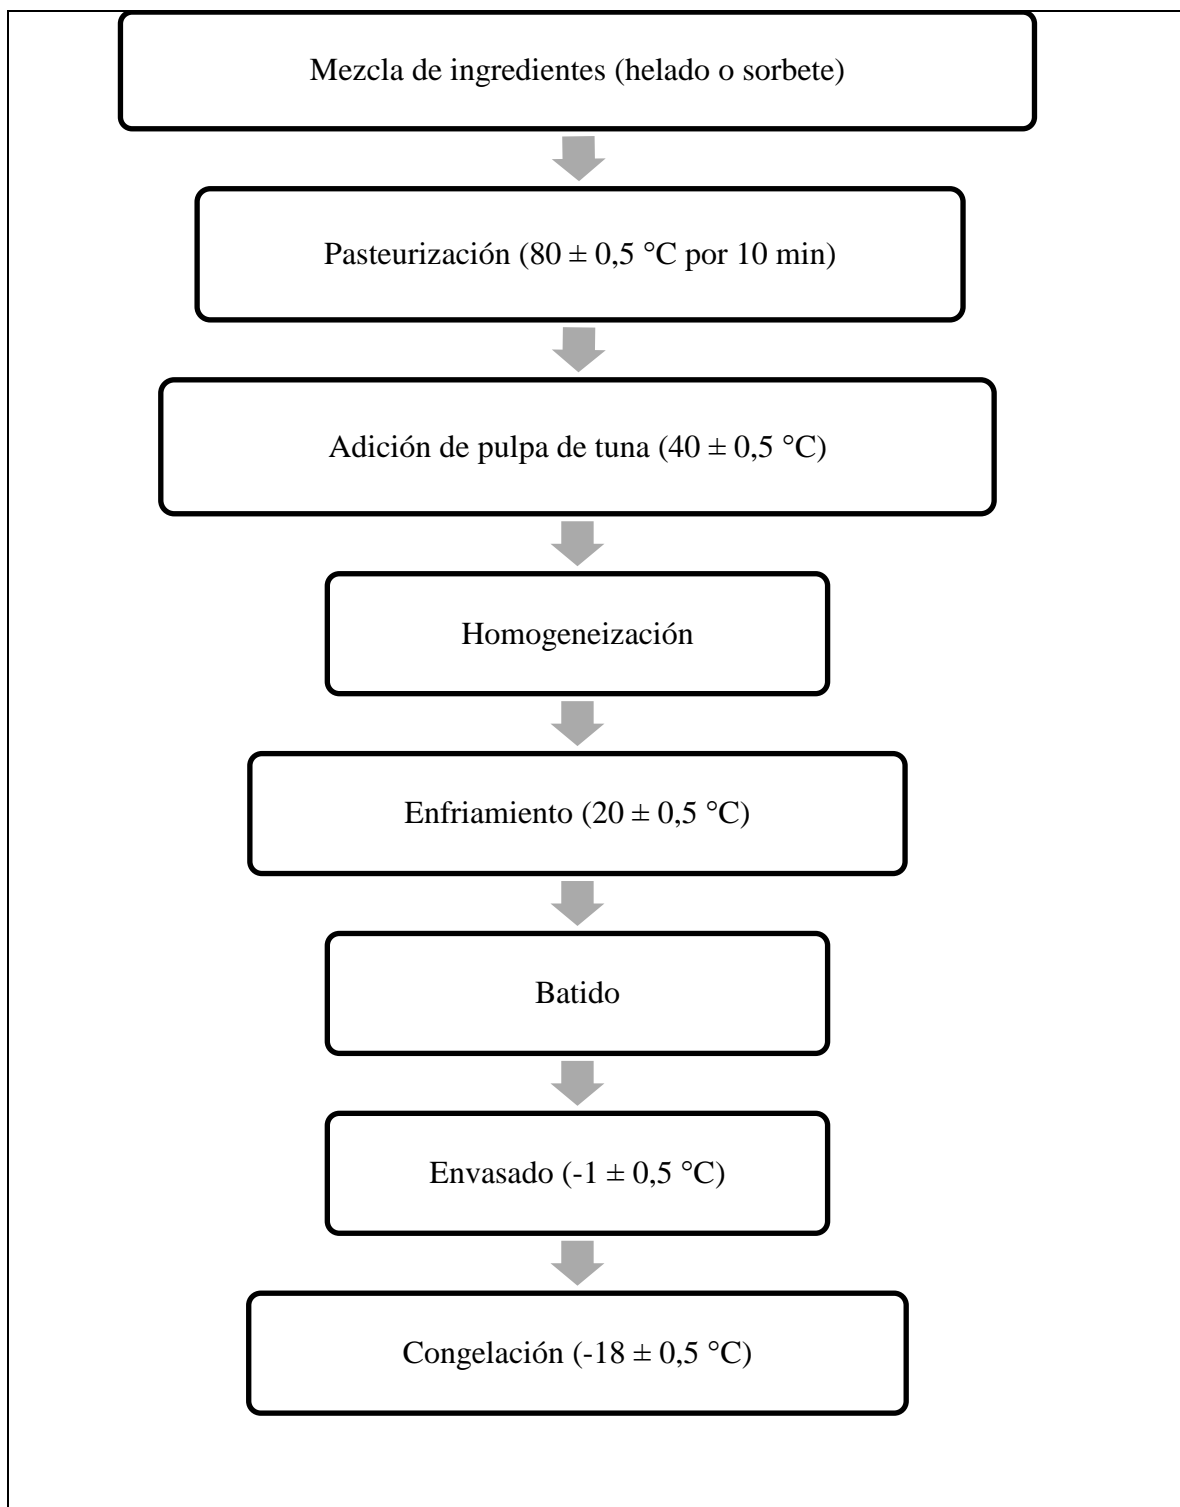 Mezcla de ingredientes (helado o sorbete)
Pasteurización (80 ± 0,5 °C por 10 min)
Adición de pulpa de tuna (40 ± 0,5 °C)
Homogeneización
Enfriamiento (20 ± 0,5 °C)
Batido
Envasado (-1 ± 0,5 °C)
Congelación (-18 ± 0,5 °C)